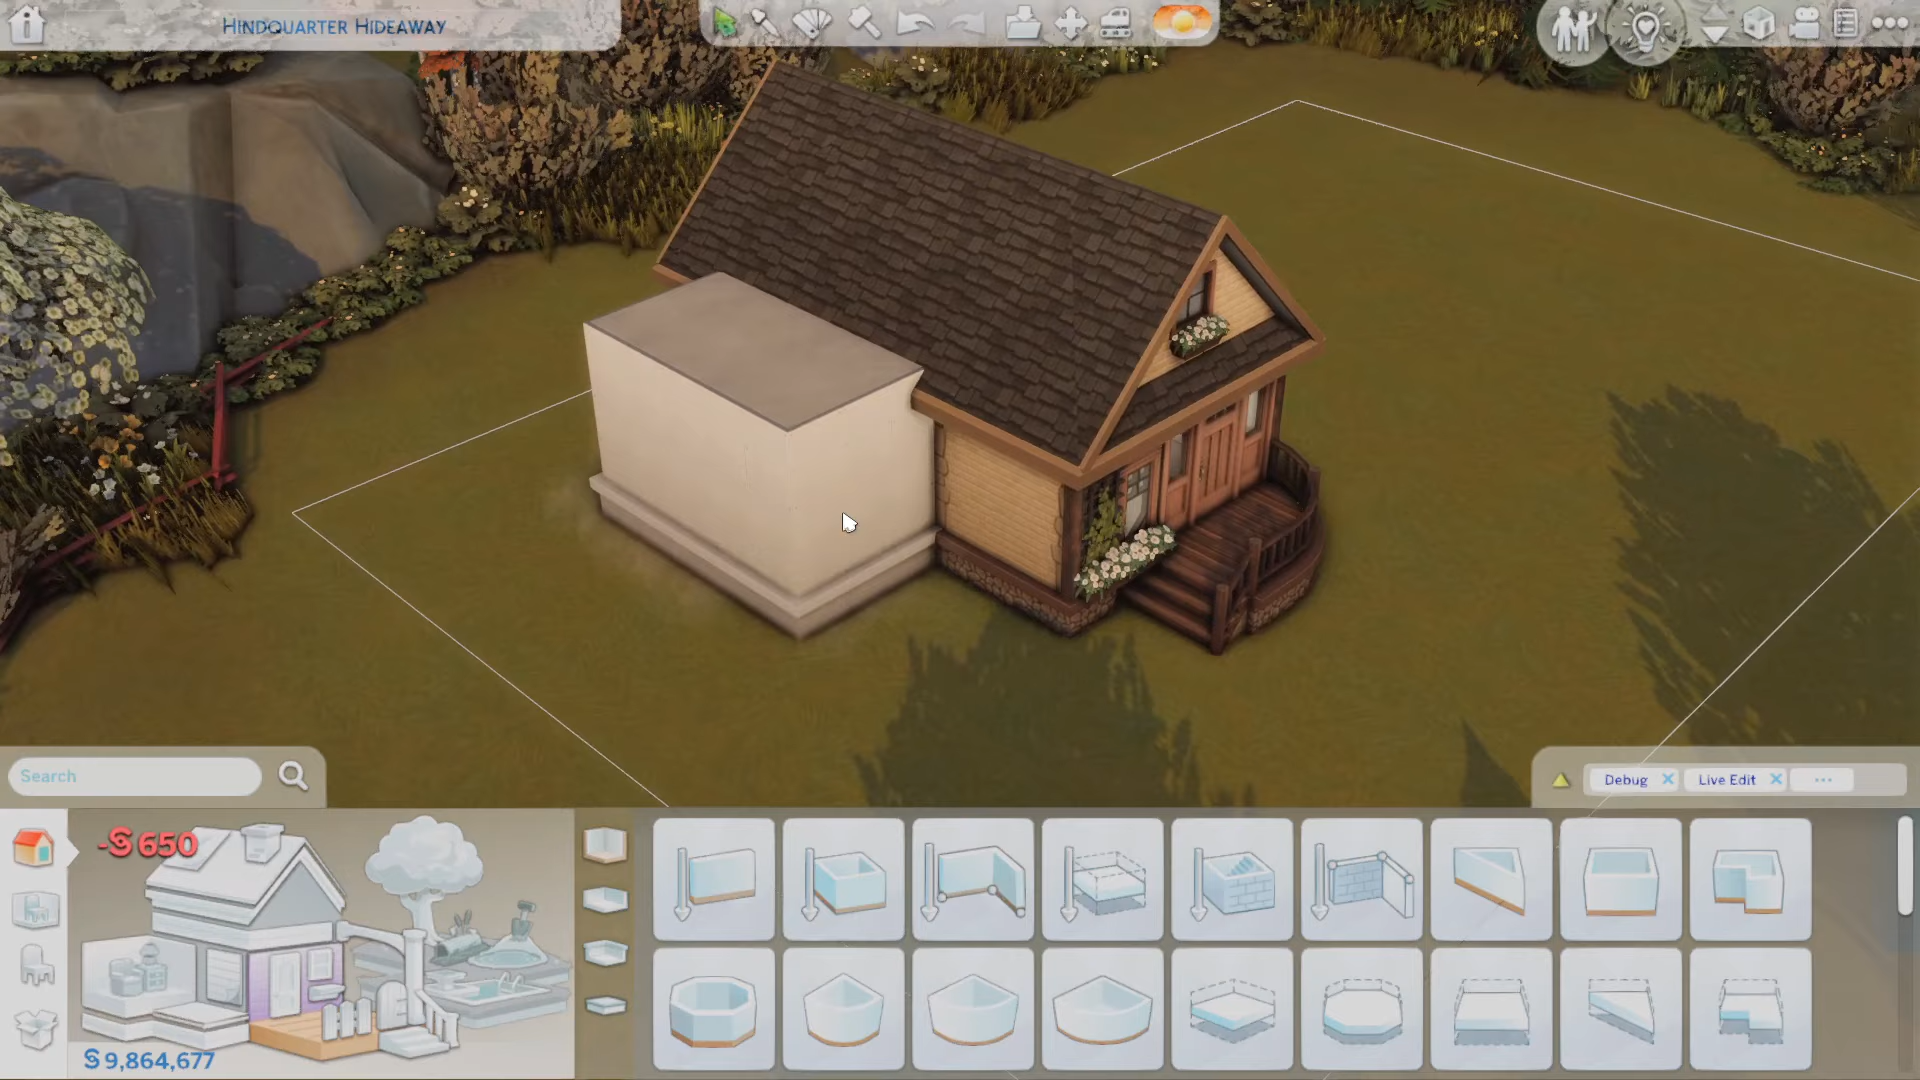 HINDQUARTER HIDEAWAY
Search
Debug
Live Edit
...
-§650
§9,864,677